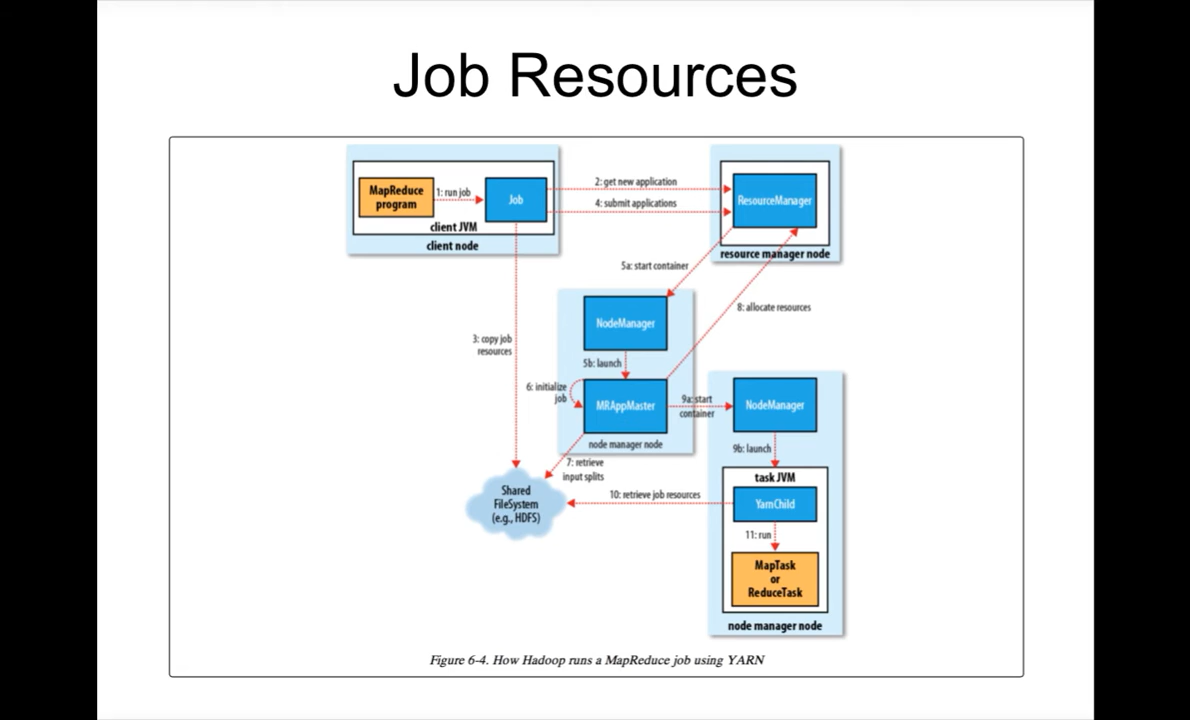 Job Resources
MapReduce
program
1: run job
Job
client JVM
client node
2: get new application
4: submit applications
ResourceManager
resource manager node
5a: start container
8: allocate resources
3: copy job
resources
NodeManager
5b: launch
6: initialize
job
MRAppMaster
node manager node
9a: start
container
NodeManager
9b: launch
7: retrieve
input splits
Shared
FileSystem
(e.g., HDFS)
10: retrieve job resources
task JVM
YarnChild
11: run
MapTask
or
ReduceTask
node manager node
Figure 6-4. How Hadoop runs a MapReduce job using YARN